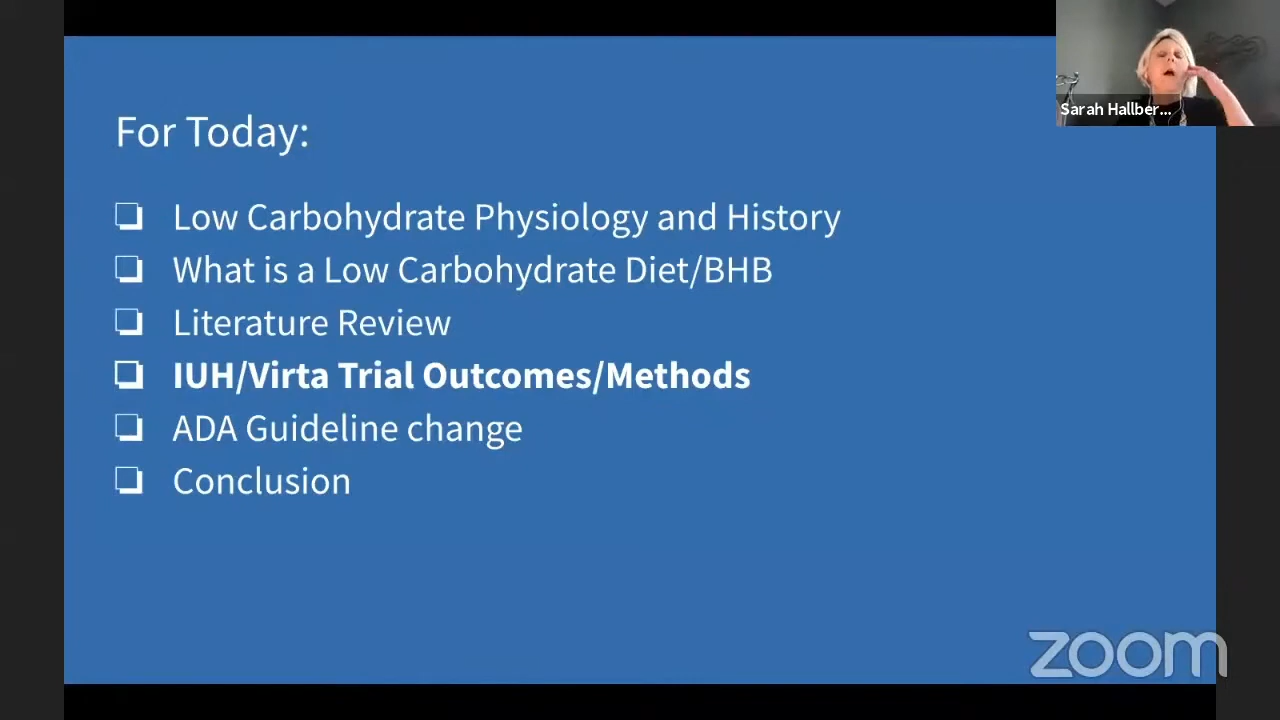 For Today:
Low Carbohydrate Physiology and History
What is a Low Carbohydrate Diet/BHB
Literature Review
IUH/Virta Trial Outcomes/Methods
ADA Guideline change
Conclusion
Sarah Hallber...
zoom